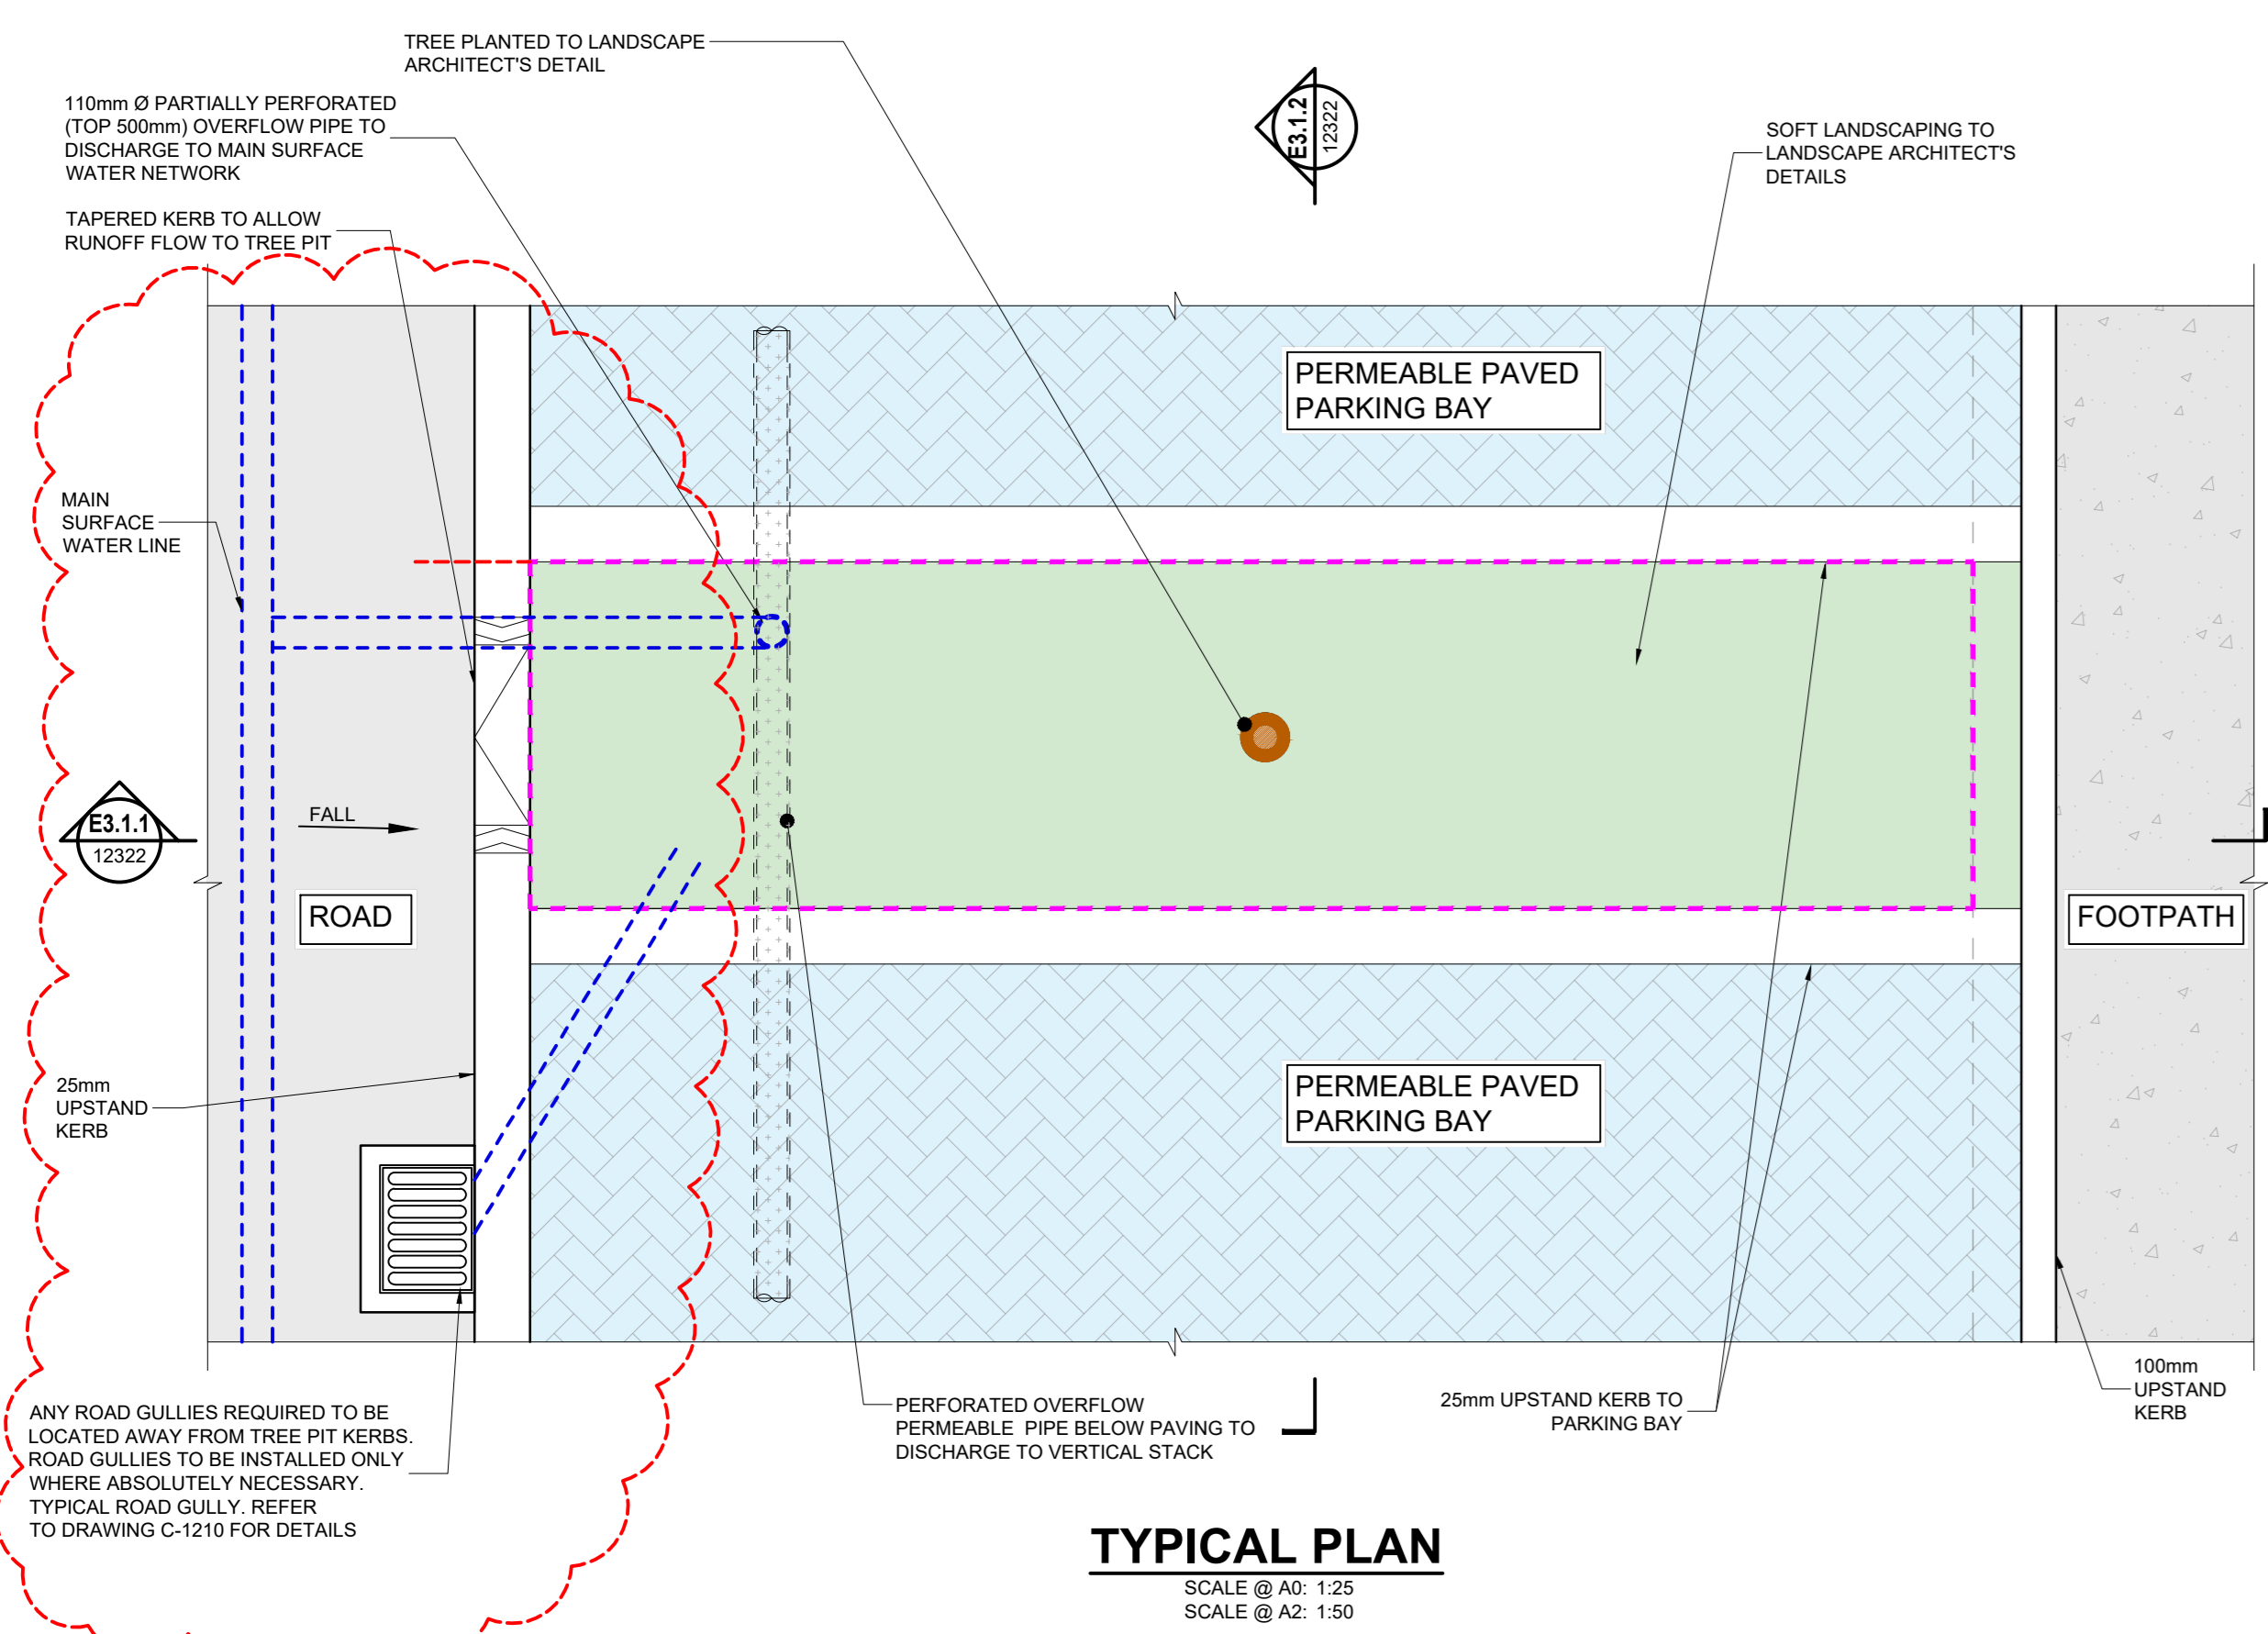 TREE PLANTED TO LANDSCAPE
ARCHITECT'S DETAIL
110mm Ø PARTIALLY PERFORATED
(TOP 500mm) OVERFLOW PIPE TO
DISCHARGE TO MAIN SURFACE
WATER NETWORK
TAPERED KERB TO ALLOW
RUNOFF FLOW TO TREE PIT
E3.1.2
12322
SOFT LANDSCAPING TO
LANDSCAPE ARCHITECT'S
DETAILS
PERMEABLE PAVED
PARKING BAY
MAIN
SURFACE
WATER LINE
E3.1.1
12322
FALL
ROAD
FOOTPATH
25mm
UPSTAND
KERB
PERMEABLE PAVED
PARKING BAY
ANY ROAD GULLIES REQUIRED TO BE
LOCATED AWAY FROM TREE PIT KERBS.
ROAD GULLIES TO BE INSTALLED ONLY
WHERE ABSOLUTELY NECESSARY.
TYPICAL ROAD GULLY. REFER
TO DRAWING C-1210 FOR DETAILS
PERFORATED OVERFLOW
PERMEABLE PIPE BELOW PAVING TO
DISCHARGE TO VERTICAL STACK
25mm UPSTAND KERB TO
PARKING BAY
100mm
UPSTAND
KERB
TYPICAL PLAN
SCALE @ A0: 1:25
SCALE @ A2: 1:50